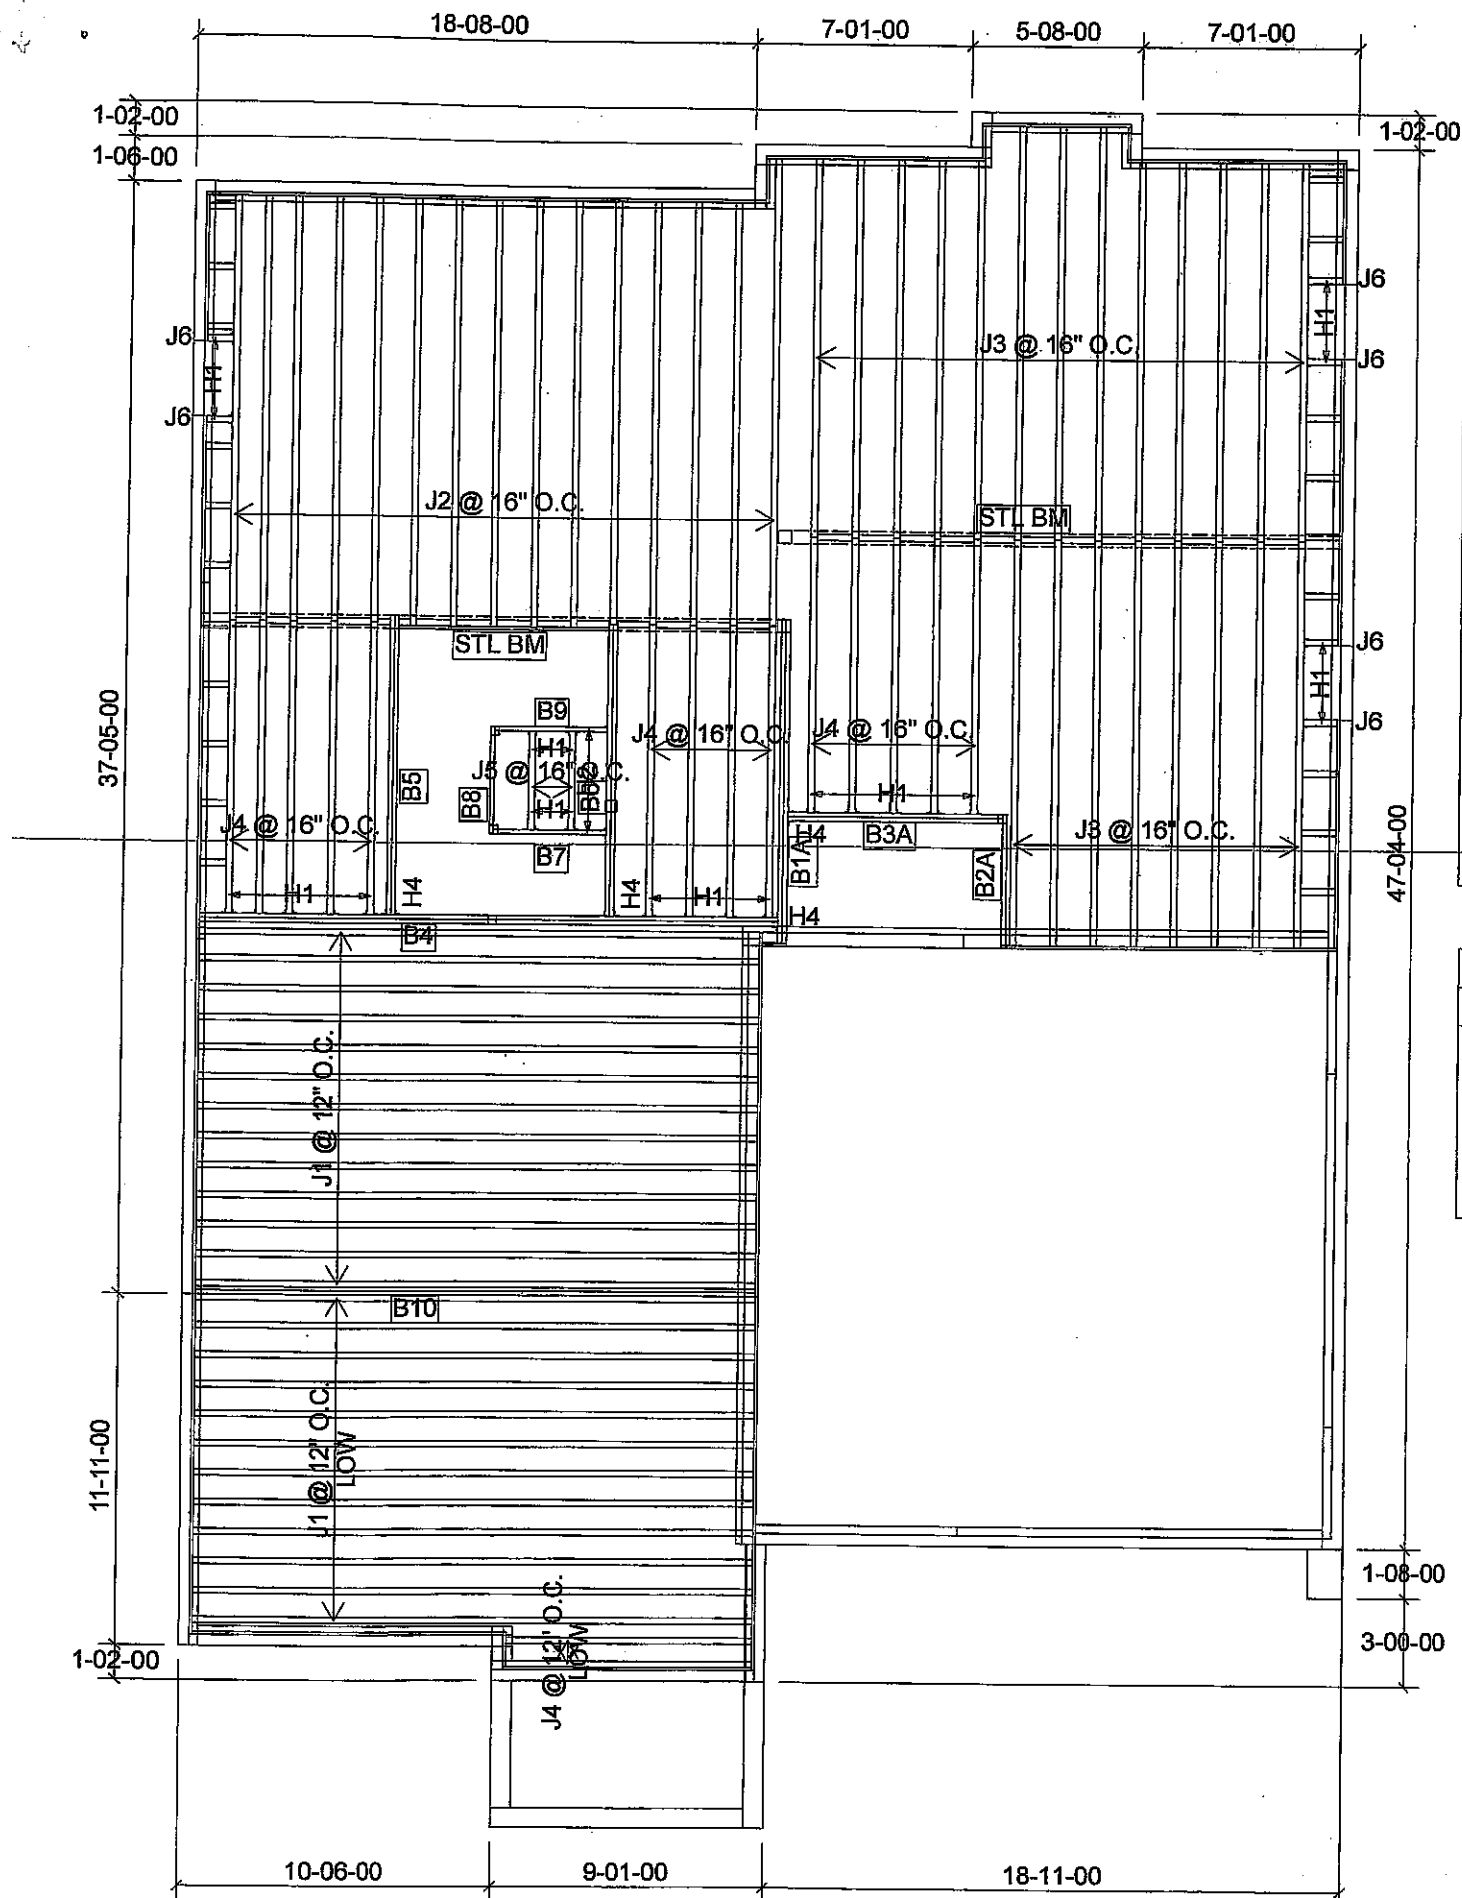 18-08-00
7-01-00
5-08-00
7-01-00
1-02-00
1-02-00
1-06-00
J6
J6
H1
H1
J6
J3 @ 16" O.C.
J6
J2 @ 16" O.C.
STL BM
STL BM
J6
H1
J6
37-05-00
B9
J4 @ 16" O.C.
J4 @ 16" O.C.
H1
J5 @ 16" O.C.
B5
B8
H1
H1
J4 @ 16" O.C.
H4
B3A
J3 @ 16" O.C.
B1A
B2A
47-04-00
B7
H1
H4
H4
H1
H4
B4
J1 @ 12" O.C.
B10
J1 @ 12" O.C.
LOW
11-11-00
1-08-00
J4 @ 12" O.C.
LOW
3-00-00
1-02-00
10-06-00
9-01-00
18-11-00